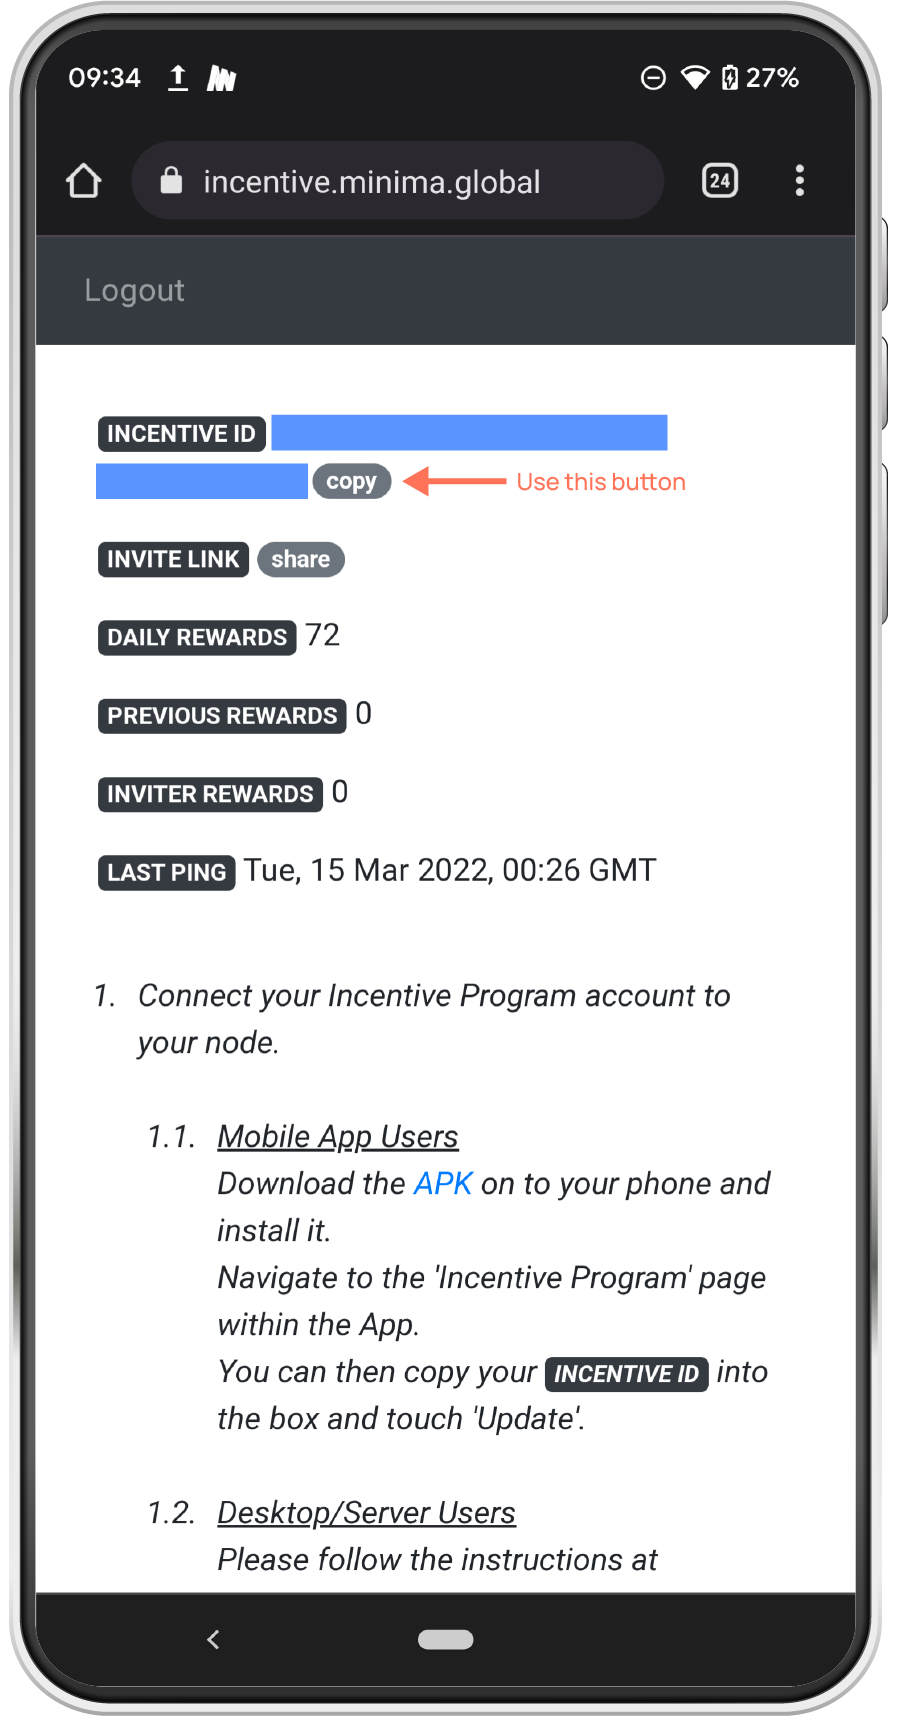 09:34 27%
incentive.minima.global 24
Logout
INCENTIVE ID
copy Use this button
INVITE LINK share
DAILY REWARDS 72
PREVIOUS REWARDS 0
INVITER REWARDS 0
LAST PING Tue, 15 Mar 2022, 00:26 GMT
1. Connect your Incentive Program account to
your node.
1.1. Mobile App Users
Download the APK on to your phone and
install it.
Navigate to the 'Incentive Program' page
within the App.
You can then copy your INCENTIVE ID into
the box and touch 'Update'.
1.2. Desktop/Server Users
Please follow the instructions at